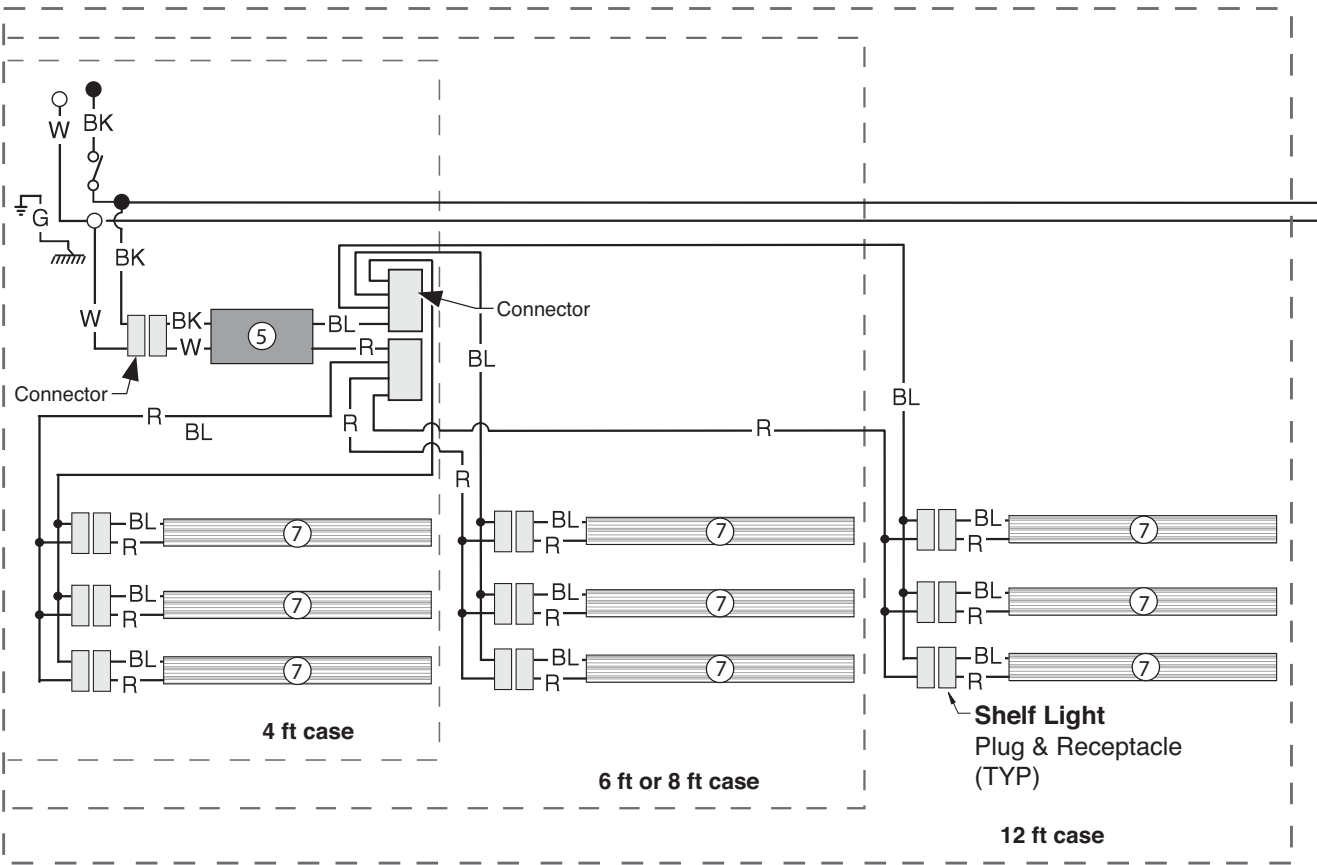 W
BK
G
BK
W
BK
W
5
BL
R
Connector
Connector
BL
BL
R
BL
R
R
R
BL
R
7
BL
R
7
BL
R
7
BL
R
7
BL
R
7
BL
R
7
BL
R
7
BL
R
7
BL
R
7
Shelf Light
Plug & Receptacle
(TYP)
4 ft case
6 ft or 8 ft case
12 ft case